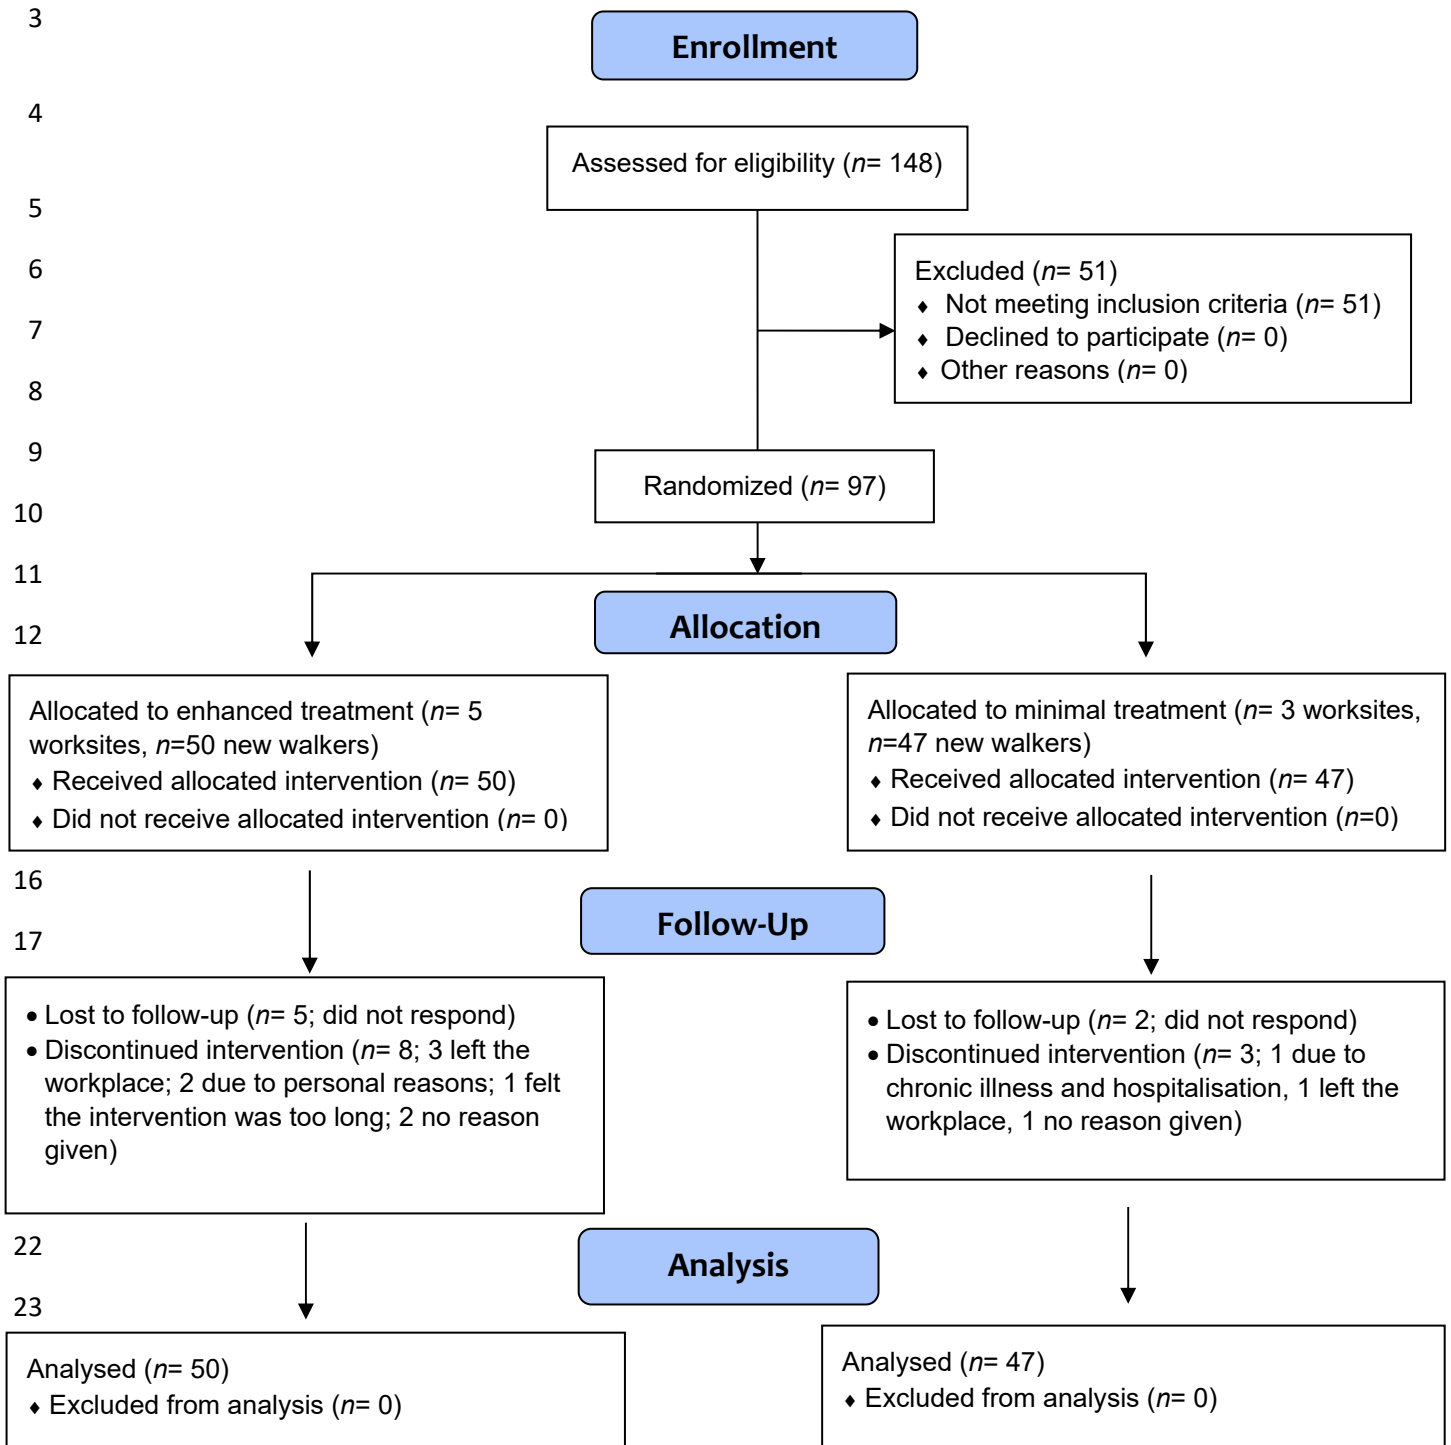 3
Enrollment
4
Assessed for eligibility (n= 148)
5
6
Excluded (n= 51)
♦ Not meeting inclusion criteria (n= 51)
7
♦ Declined to participate (n= 0)
♦ Other reasons (n= 0)
8
9
Randomized (n= 97)
10
11
12
Allocation
Allocated to enhanced treatment (n= 5
worksites, n=50 new walkers)
♦ Received allocated intervention (n= 50)
♦ Did not receive allocated intervention (n= 0)
Allocated to minimal treatment (n= 3 worksites,
n=47 new walkers)
♦ Received allocated intervention (n= 47)
♦ Did not receive allocated intervention (n=0)
16
Follow-Up
17
• Lost to follow-up (n= 5; did not respond)
• Discontinued intervention (n= 8; 3 left the
workplace; 2 due to personal reasons; 1 felt
the intervention was too long; 2 no reason
given)
• Lost to follow-up (n= 2; did not respond)
• Discontinued intervention (n= 3; 1 due to
chronic illness and hospitalisation, 1 left the
workplace, 1 no reason given)
22
Analysis
23
Analysed (n= 50)
♦ Excluded from analysis (n= 0)
Analysed (n= 47)
♦ Excluded from analysis (n= 0)